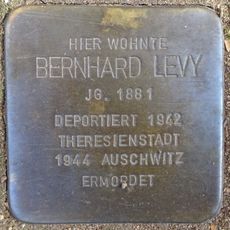 HIER WOHNTE
BERNHARD LEVY
JG. 1881
DEPORTIERT 1942
THERESIENSTADT
1944 AUSCHWITZ
ERMORDET